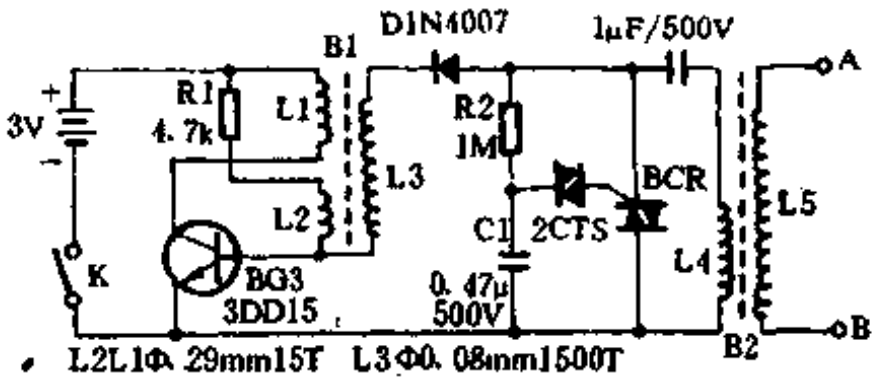 D1N4007
1μF/500V
B1
A
+
R1
L1
R2
3V
4.7k
1M
-
L3
BCR
L5
L2
C1
2CTS
L4
K
BG3
0.47μ
3DD15
500V
B
B2
L2L1Φ.29mm15T L3Φ0.08mm1500T